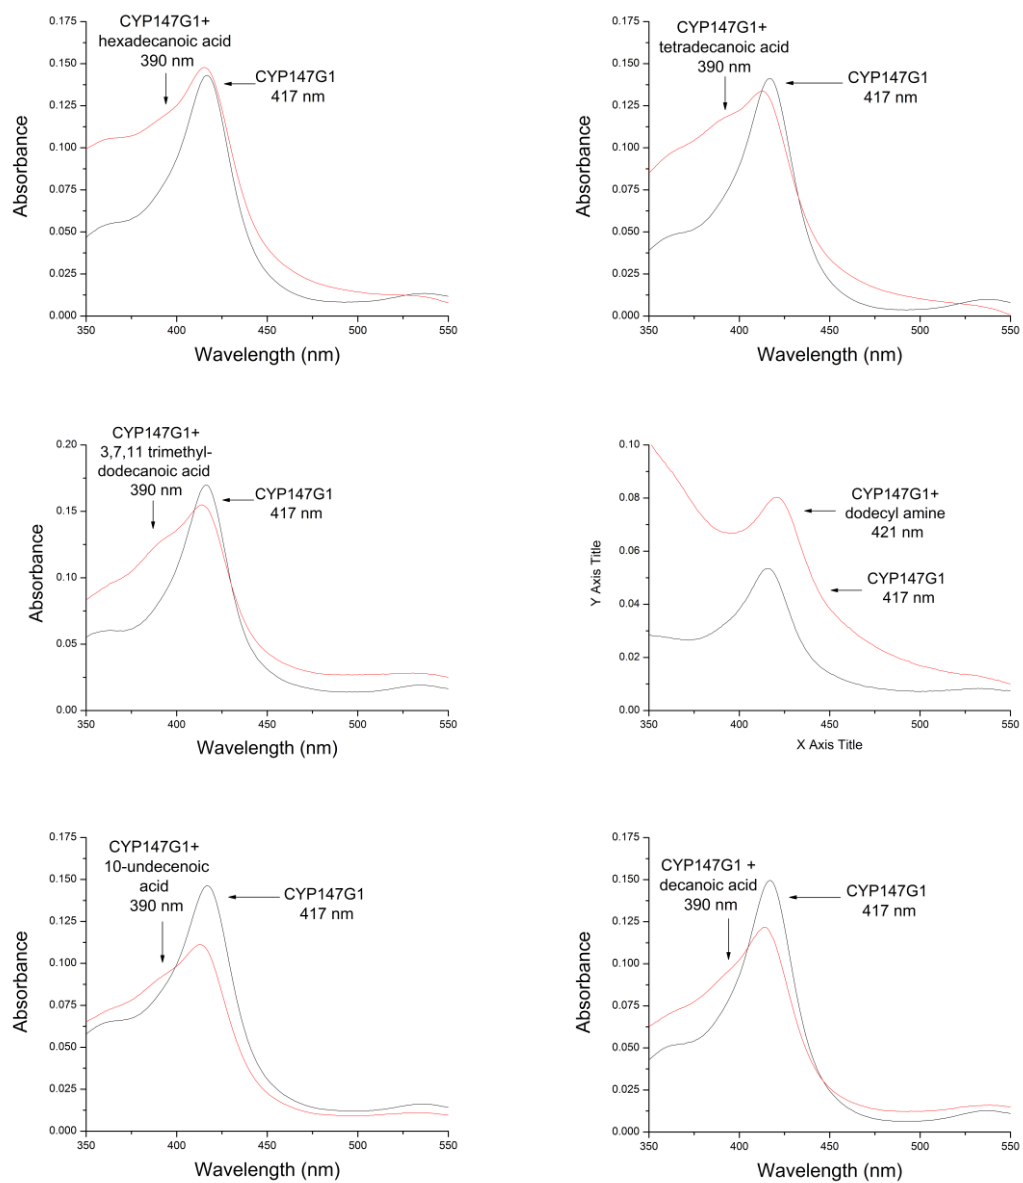 CYP147G1+
hexadecanoic acid
390 nm
CYP147G1
417 nm
0.175
0.150
0.125
0.100
0.075
0.050
0.025
0.000
Absorbance
350
400
450
500
550
Wavelength (nm)
CYP147G1+
tetradecanoic acid
390 nm
CYP147G1
417 nm
0.175
0.150
0.125
0.100
0.075
0.050
0.025
0.000
Absorbance
350
400
450
500
550
Wavelength (nm)
CYP147G1+
3,7,11 trimethyl-
dodecanoic acid
390 nm
CYP147G1
417 nm
0.20
0.15
0.10
0.05
0.00
Absorbance
350
400
450
500
550
Wavelength (nm)
CYP147G1+
dodecyl amine
421 nm
CYP147G1
417 nm
0.10
0.08
0.06
0.04
0.02
0.00
Y Axis Title
350
400
450
500
550
X Axis Title
CYP147G1+
10-undecenoic
acid
390 nm
CYP147G1
417 nm
0.175
0.150
0.125
0.100
0.075
0.050
0.025
0.000
Absorbance
350
400
450
500
550
Wavelength (nm)
CYP147G1 +
decanoic acid
390 nm
CYP147G1
417 nm
0.175
0.150
0.125
0.100
0.075
0.050
0.025
0.000
Absorbance
350
400
450
500
550
Wavelength (nm)